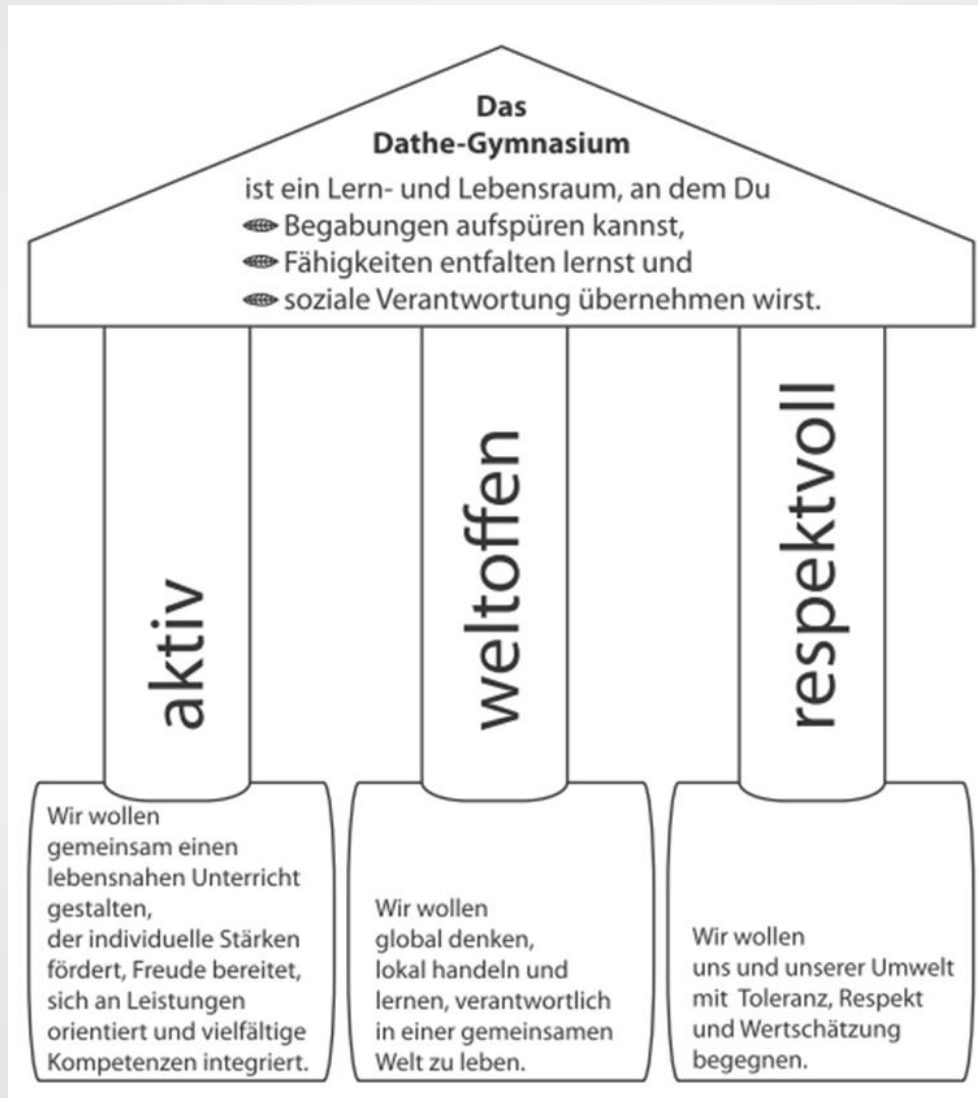 Das
Dathe-Gymnasium
ist ein Lern- und Lebensraum, an dem Du
Begabungen aufspüren kannst,
Fähigkeiten entfalten lernst und
soziale Verantwortung übernehmen wirst.
aktiv
weltoffen
respektvoll
Wir wollen
gemeinsam einen
lebensnahen Unterricht
gestalten,
der individuelle Stärken
fördert, Freude bereitet,
sich an Leistungen
orientiert und vielfältige
Kompetenzen integriert.
Wir wollen
global denken,
lokal handeln und
lernen, verantwortlich
in einer gemeinsamen
Welt zu leben.
Wir wollen
uns und unserer Umwelt
mit Toleranz, Respekt
und Wertschätzung
begegnen.